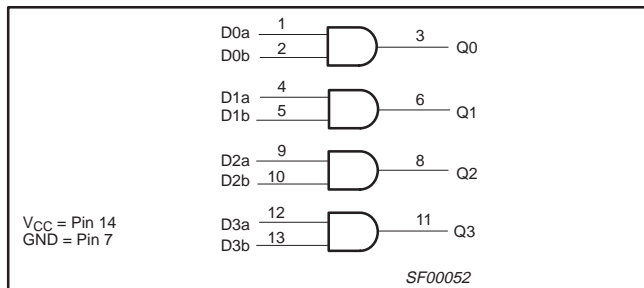 D0a 1
D0b 2
3 Q0
D1a 4
D1b 5
6 Q1
D2a 9
D2b 10
8 Q2
D3a 12
D3b 13
11 Q3
VCC = Pin 14
GND = Pin 7
SF00052